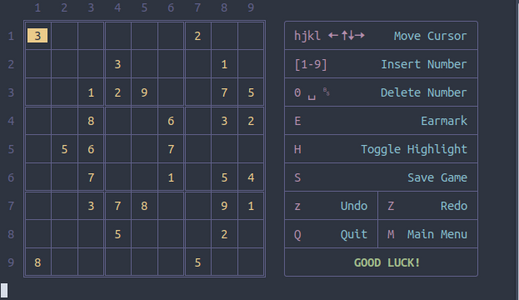 1 2 3 4 5 6 7 8 9
1 3 2
2 3 1
3 1 2 9 7 5
4 8 6 3 2
5 5 6 7
6 7 1 5 4
7 3 7 8 9 1
8 5 2
9 8 5
hjkl ←↑↓→ Move Cursor
[1-9] Insert Number
0 ␣ ␈ Delete Number
E Earmark
H Toggle Highlight
S Save Game
z Undo Z Redo
Q Quit M Main Menu
GOOD LUCK!